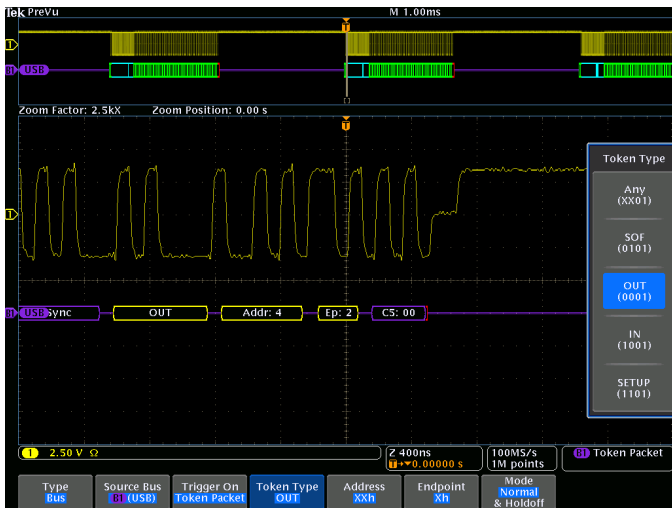 Tek PreVu
M 1.00ms
T
1
B1 USB
Zoom Factor: 2.5kX
Zoom Position: 0.00 s
T
1
B1 USB
Sync
OUT
Addr: 4
Ep: 2
C5: 00
Token Type
Any
(XX01)
SOF
(0101)
OUT
(0001)
IN
(1001)
SETUP
(1101)
1 2.50 V Ω
Z 400ns
T→▼0.00000 s
100MS/s
1M points
B1 Token Packet
Type
Bus
Source Bus
B1 (USB)
Trigger On
Token Packet
Token Type
OUT
Address
XXh
Endpoint
Xh
Mode
Normal
& Holdoff